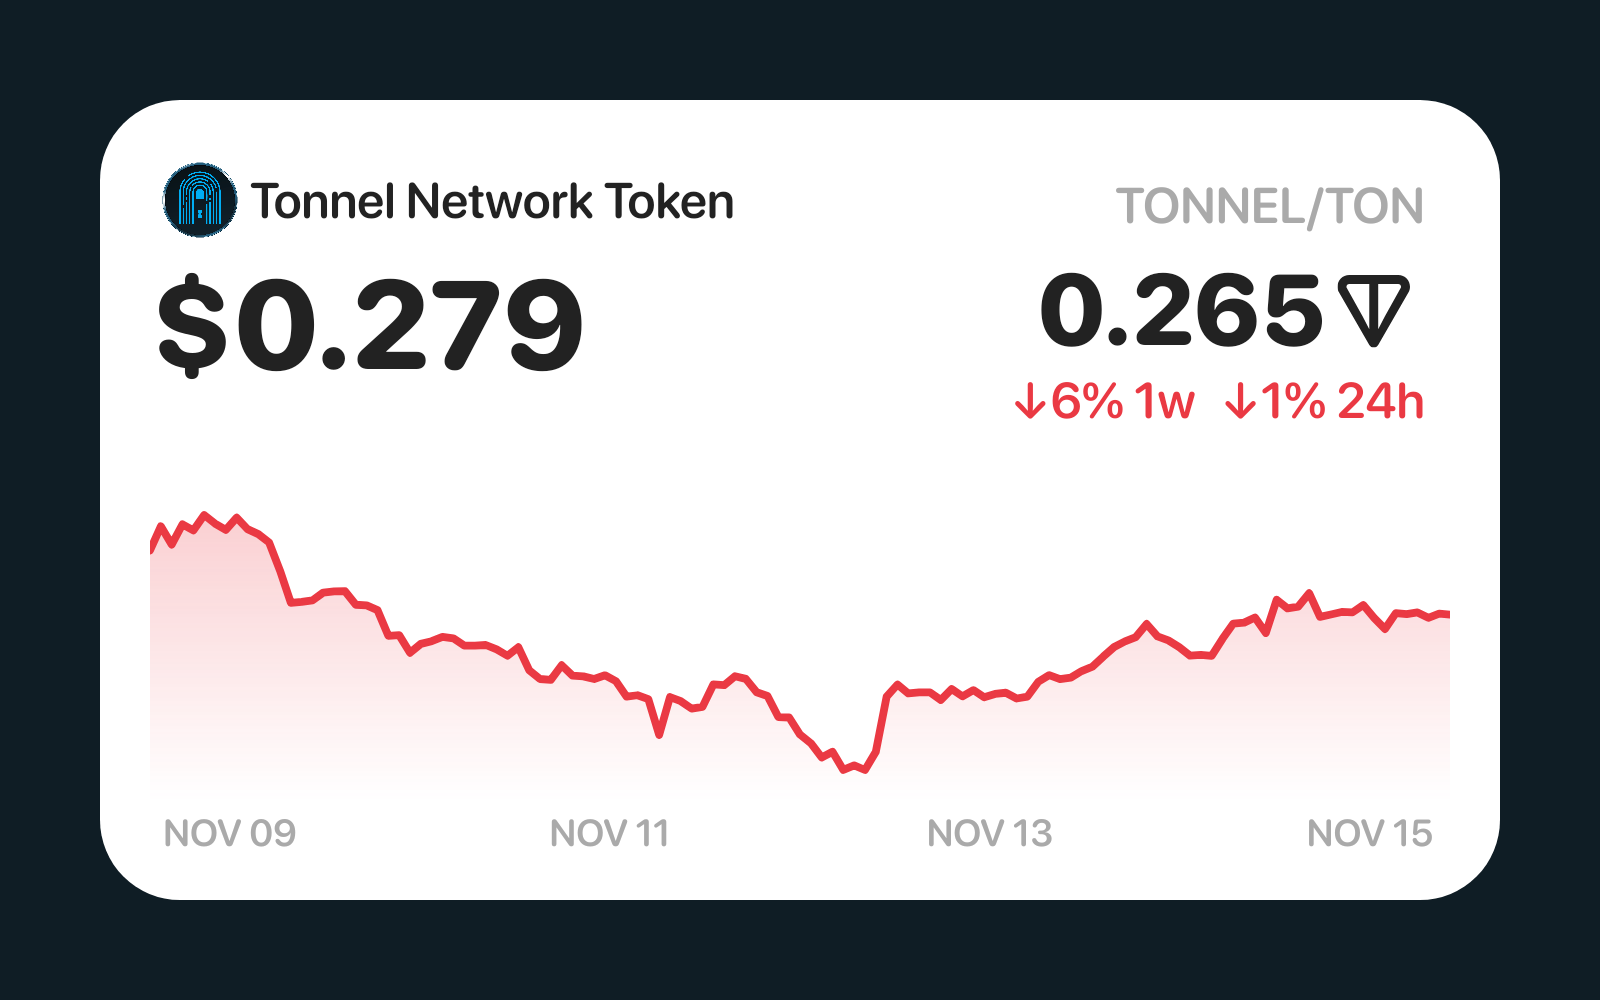 Tonnel Network Token
TONNEL/TON
$0.279
0.265
↓6% 1w ↓1% 24h
NOV 09 NOV 11 NOV 13 NOV 15